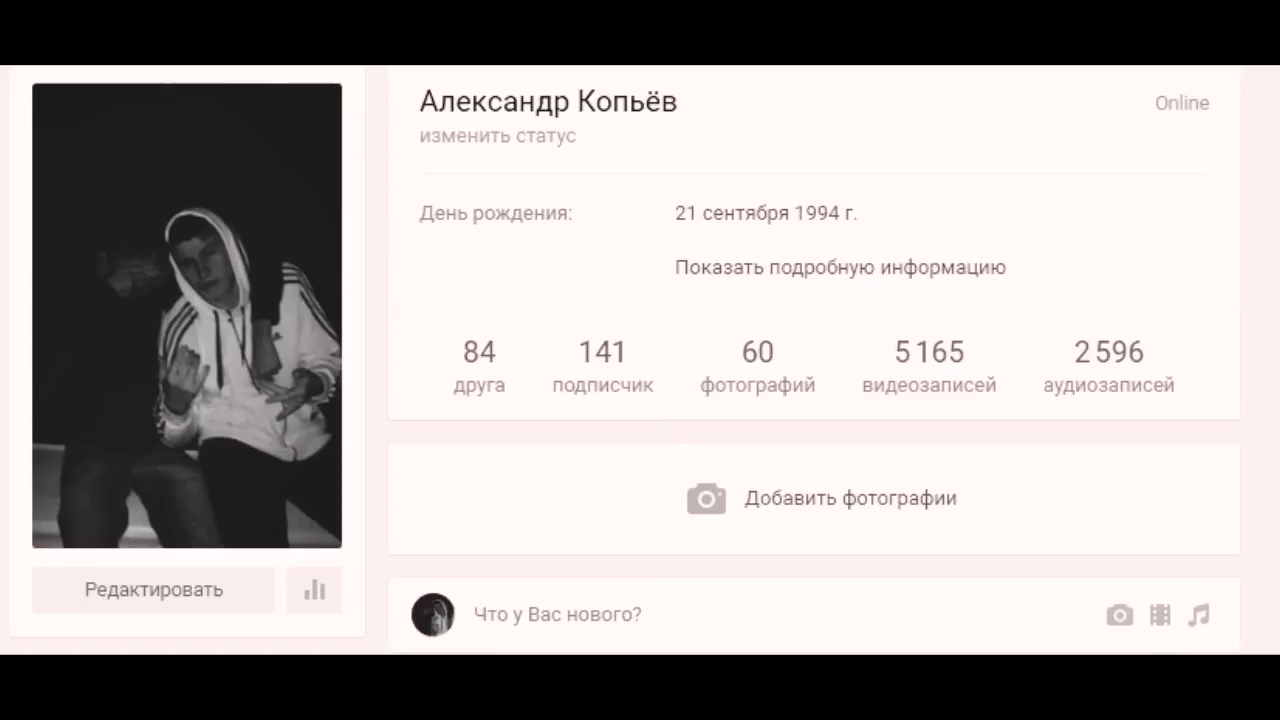 Александр Копьёв
Online
изменить статус
День рождения: 21 сентября 1994 г.
Показать подробную информацию
84 141 60 5 165 2 596
друга подписчик фотографий видеозаписей аудиозаписей
Добавить фотографии
Редактировать
Что у Вас нового?